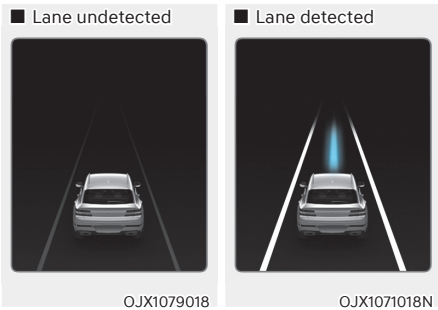 ■ Lane undetected
■ Lane detected
OJX1079018
OJX1071018N